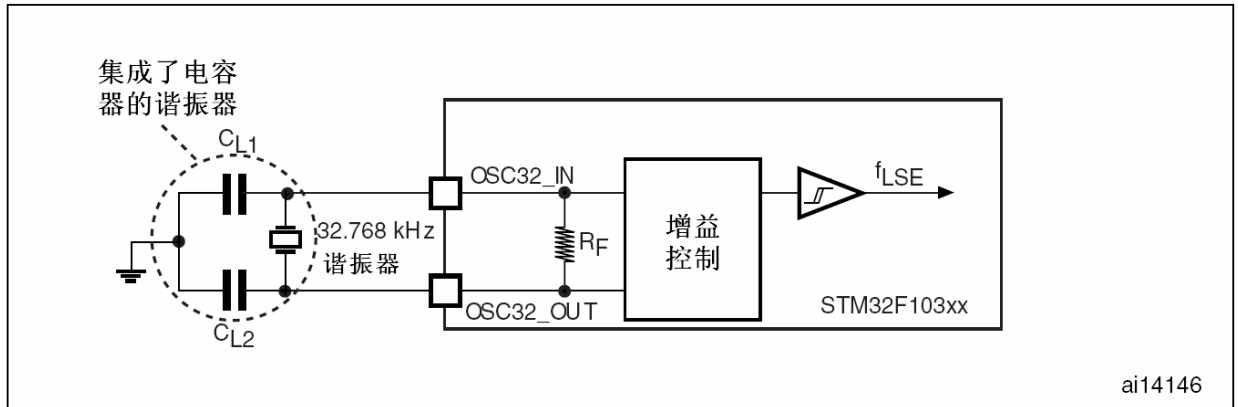 集成了电容
器的谐振器
CL1
OSC32_IN
fLSE
32.768 kHz
谐振器
RF
增益
控制
OSC32_OUT
STM32F103xx
CL2
ai14146